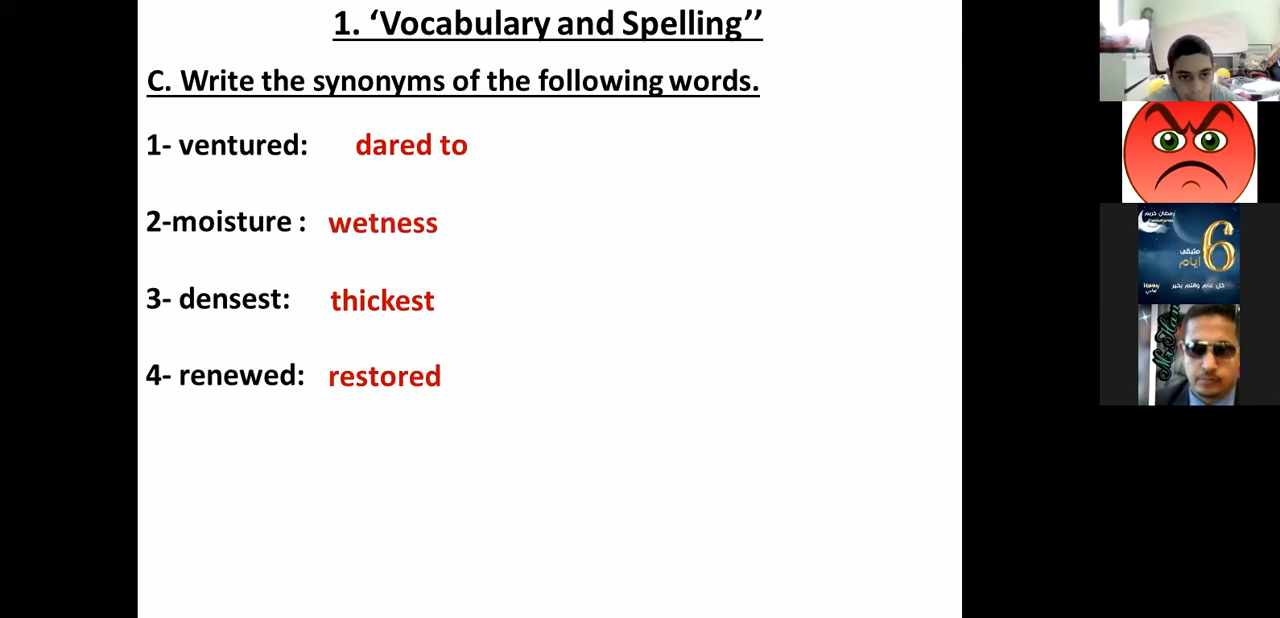 1. ‘Vocabulary and Spelling’’
C. Write the synonyms of the following words.
1- ventured: dared to
2-moisture : wetness
3- densest: thickest
4- renewed: restored
رمضان كريم
6
متبقي
أيام
كل عام وانتم بخير